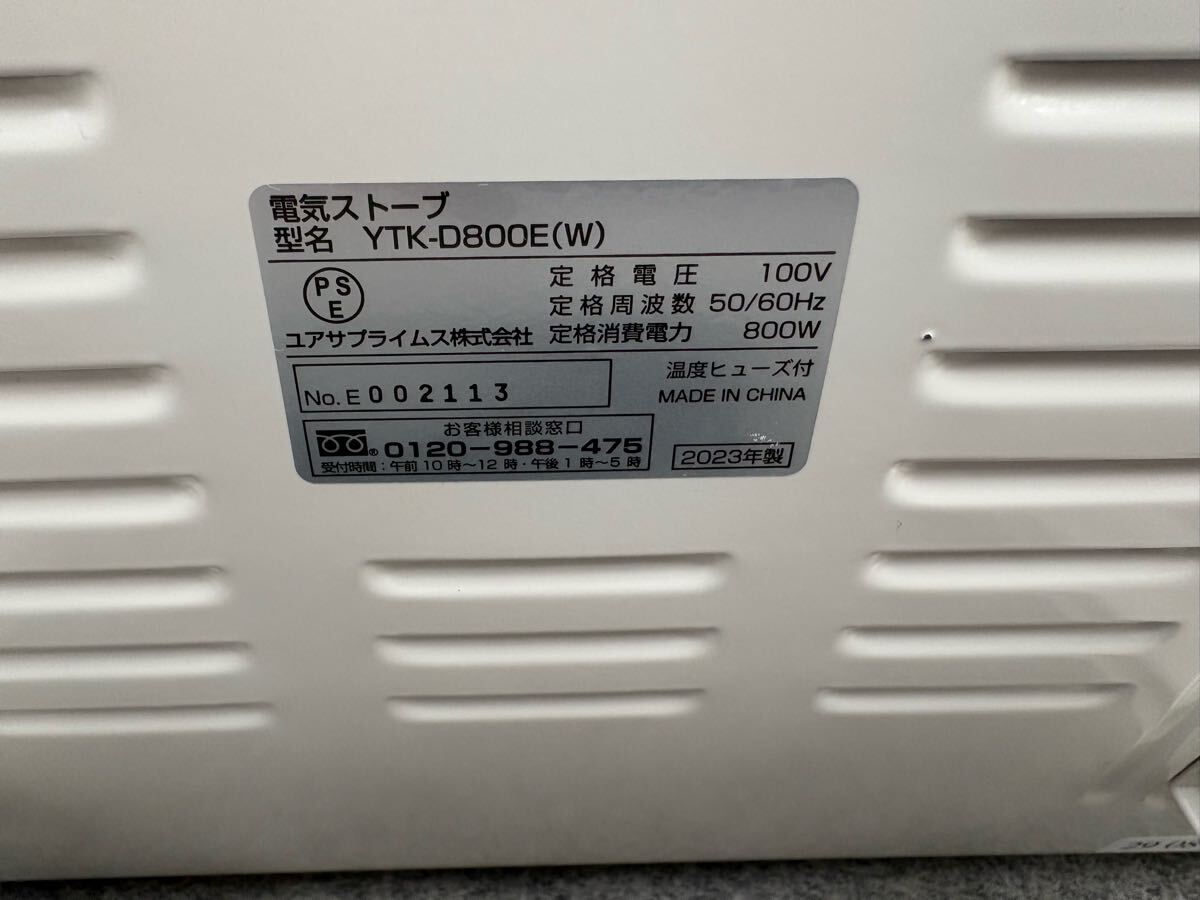 電気ストーブ
型名 YTK-D800E(W)
PSE
定格電圧 100V
定格周波数 50/60Hz
ユアサプライムス株式会社 定格消費電力 800W
温度ヒューズ付
No. E 002113
MADE IN CHINA
お客様相談窓口
® 0120-988-475
受付時間:午前10時～12時・午後1時～5時
2023年製